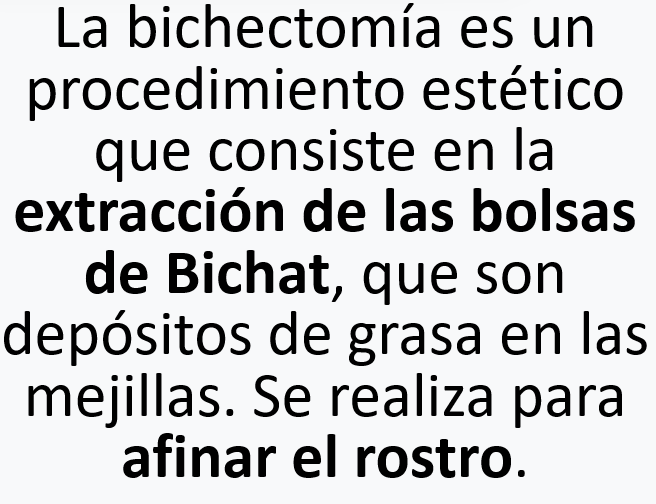 La bichectomía es un
procedimiento estético
que consiste en la
extracción de las bolsas
de Bichat, que son
depósitos de grasa en las
mejillas. Se realiza para
afinar el rostro.